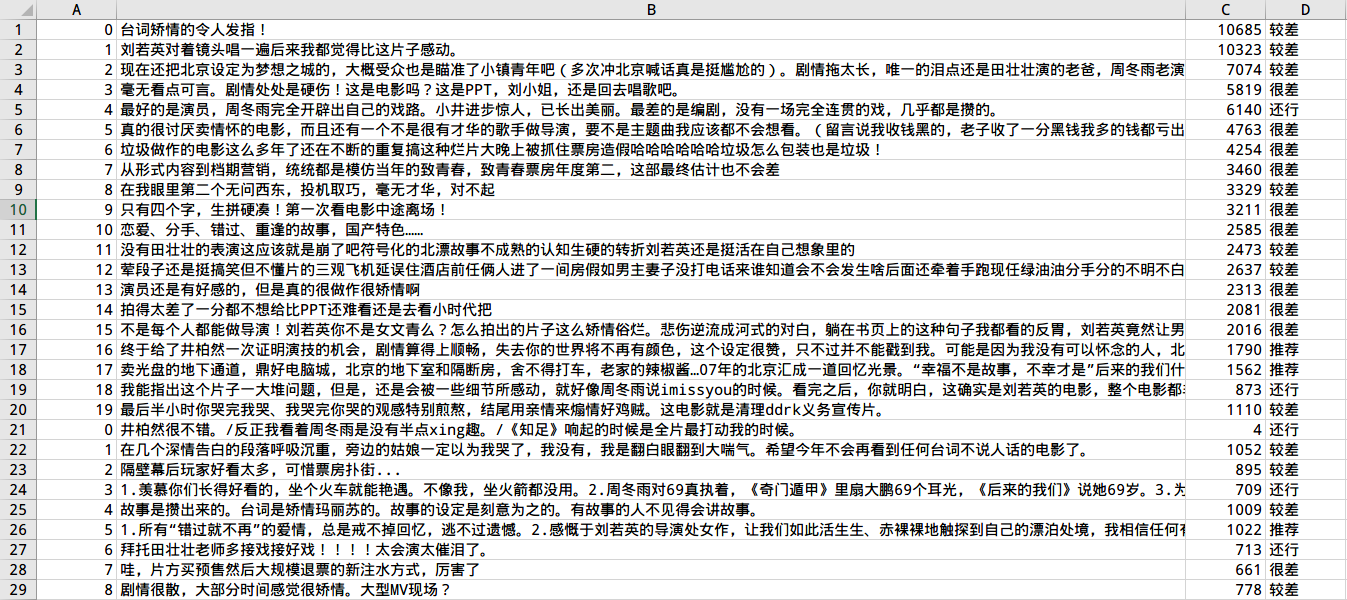 A B C D
1 0 台词矫情的令人发指！ 10685 较差
2 1 刘若英对着镜头唱一遍后来我都觉得比这片子感动。 10323 较差
3 2 现在还把北京设定为梦想之城的，大概受众也是瞄准了小镇青年吧（多次冲北京喊话真是挺尴尬的）。剧情拖太长，唯一的泪点还是田壮壮演的老爸，周冬雨老演 7074 较差
4 3 毫无看点可言。剧情处处是硬伤！这是电影吗？这是PPT，刘小姐，还是回去唱歌吧。 5819 很差
5 4 最好的是演员，周冬雨完全开辟出自己的戏路。小井进步惊人，已长出美丽。最差的是编剧，没有一场完全连贯的戏，几乎都是攒的。 6140 还行
6 5 真的很讨厌卖情怀的电影，而且还有一个不是很有才华的歌手做导演，要不是主题曲我应该都不会想看。（留言说我收钱黑的，老子收了一分黑钱我多的钱都亏出 4763 很差
7 6 垃圾做作的电影这么多年了还在不断的重复搞这种烂片大晚上被抓住票房造假哈哈哈哈哈哈垃圾怎么包装也是垃圾！ 4254 很差
8 7 从形式内容到档期营销，统统都是模仿当年的致青春，致青春票房年度第二，这部最终估计也不会差 3460 很差
9 8 在我眼里第二个无问西东，投机取巧，毫无才华，对不起 3329 较差
10 9 只有四个字，生拼硬凑！第一次看电影中途离场！ 3211 很差
11 10 恋爱、分手、错过、重逢的故事，国产特色…… 2585 很差
12 11 没有田壮壮的表演这应该就是崩了吧符号化的北漂故事不成熟的认知生硬的转折刘若英还是挺活在自己想象里的 2473 较差
13 12 荤段子还是挺搞笑但不懂片的三观飞机延误住酒店前任俩人进了一间房假如男主妻子没打电话来谁知道会不会发生啥后面还牵着手跑现任绿油油分手分的不明不白 2637 较差
14 13 演员还是有好感的，但是真的很做作很矫情啊 2313 很差
15 14 拍得太差了一分都不想给比PPT还难看还是去看小时代把 2081 很差
16 15 不是每个人都能做导演！刘若英你不是女文青么？怎么拍出的片子这么矫情俗烂。悲伤逆流成河式的对白，躺在书页上的这种句子我都看的反胃，刘若英竟然让男 2016 很差
17 16 终于给了井柏然一次证明演技的机会，剧情算得上顺畅，失去你的世界将不再有颜色，这个设定很赞，只不过并不能戳到我。可能是因为我没有可以怀念的人，北 1790 推荐
18 17 卖光盘的地下通道，鼎好电脑城，北京的地下室和隔断房，舍不得打车，老家的辣椒酱…07年的北京汇成一道回忆光景。“幸福不是故事，不幸才是”后来的我们什 1562 推荐
19 18 我能指出这个片子一大堆问题，但是，还是会被一些细节所感动，就好像周冬雨说imissyou的时候。看完之后，你就明白，这确实是刘若英的电影，整个电影都 873 还行
20 19 最后半小时你哭完我哭、我哭完你哭的观感特别煎熬，结尾用亲情来煽情好鸡贼。这电影就是清理ddrk义务宣传片。 1110 较差
21 0 井柏然很不错。/反正我看着周冬雨是没有半点xing趣。/《知足》响起的时候是全片最打动我的时候。 4 还行
22 1 在几个深情告白的段落呼吸沉重，旁边的姑娘一定以为我哭了，我没有，我是翻白眼翻到大喘气。希望今年不会再看到任何台词不说人话的电影了。 1052 较差
23 2 隔壁幕后玩家好看太多，可惜票房扑街... 895 较差
24 3 1.羡慕你们长得好看的，坐个火车就能艳遇。不像我，坐火箭都没用。2.周冬雨对69真执着，《奇门遁甲》里扇大鹏69个耳光，《后来的我们》说她69岁。3.为 709 还行
25 4 故事是攒出来的。台词是矫情玛丽苏的。故事的设定是刻意为之的。有故事的人不见得会讲故事。 1009 较差
26 5 1.所有“错过就不再”的爱情，总是戒不掉回忆，逃不过遗憾。2.感慨于刘若英的导演处女作，让我们如此活生生、赤裸裸地触探到自己的漂泊处境，我相信任何 1022 推荐
27 6 拜托田壮壮老师多接戏接好戏！！！！太会演太催泪了。 713 还行
28 7 哇，片方买预售然后大规模退票的新注水方式，厉害了 661 很差
29 8 剧情很散，大部分时间感觉很矫情。大型MV现场？ 778 较差